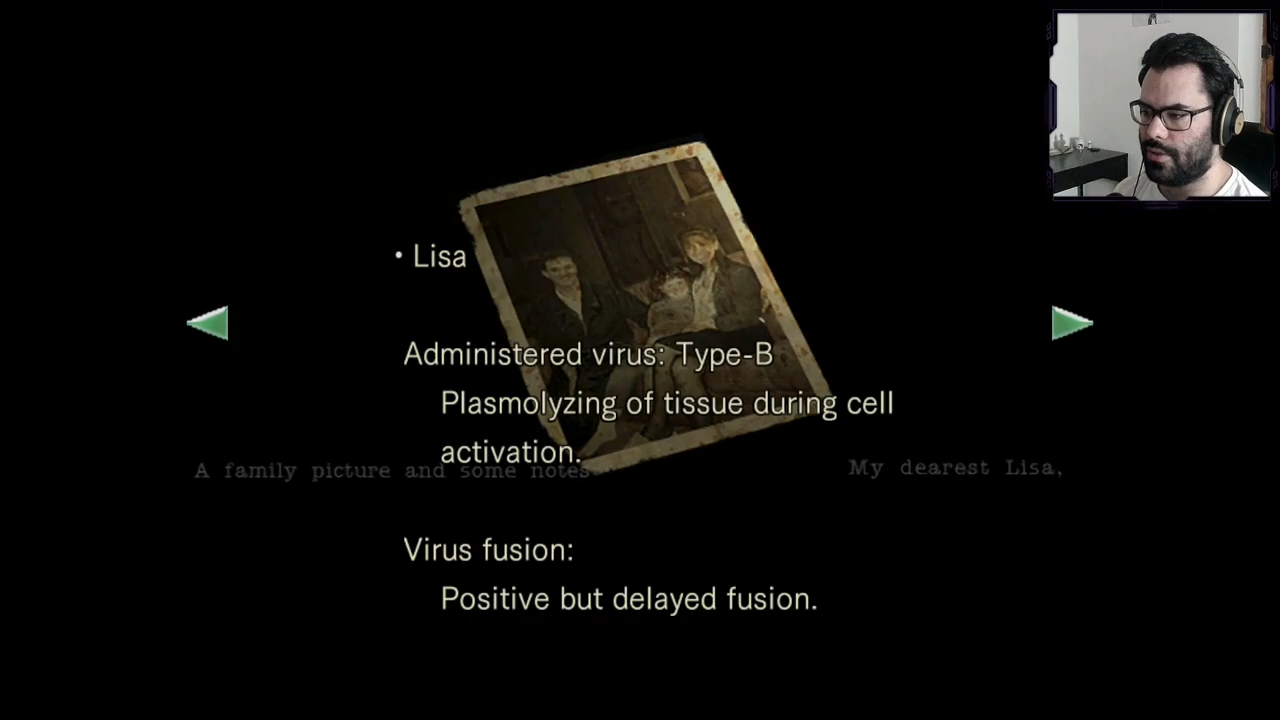 • Lisa
Administered virus: Type-B
Plasmolyzing of tissue during cell
activation.
A family picture and some notes
My dearest Lisa,
Virus fusion:
Positive but delayed fusion.